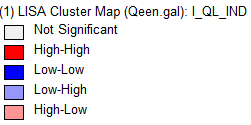 (1) LISA Cluster Map (Qeen.gal): I_QL_IND
Not Significant
High-High
Low-Low
Low-High
High-Low